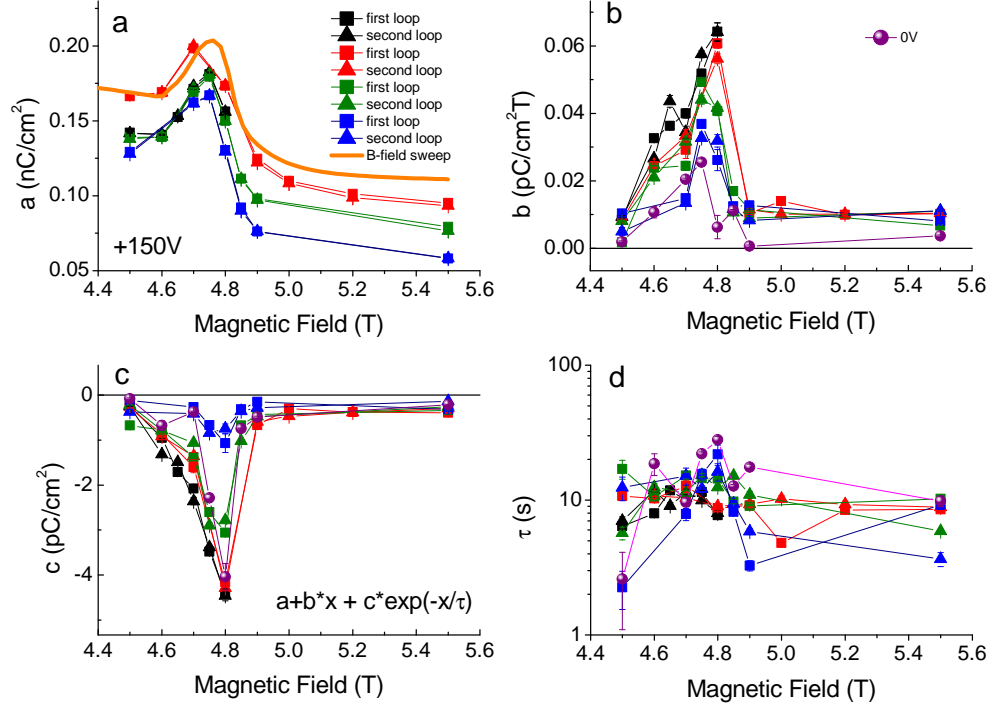 a
first loop
second loop
first loop
second loop
first loop
second loop
first loop
second loop
B-field sweep
+150V
a (nC/cm²)
0.20
0.15
0.10
0.05
4.4 4.6 4.8 5.0 5.2 5.4 5.6
Magnetic Field (T)
b
0V
b (pC/cm²T)
0.06
0.04
0.02
0.00
4.4 4.6 4.8 5.0 5.2 5.4 5.6
Magnetic Field (T)
c
c (pC/cm²)
0
-2
-4
a+b*x + c*exp(-x/τ)
4.4 4.6 4.8 5.0 5.2 5.4 5.6
Magnetic Field (T)
d
τ (s)
100
10
1
4.4 4.6 4.8 5.0 5.2 5.4 5.6
Magnetic Field (T)